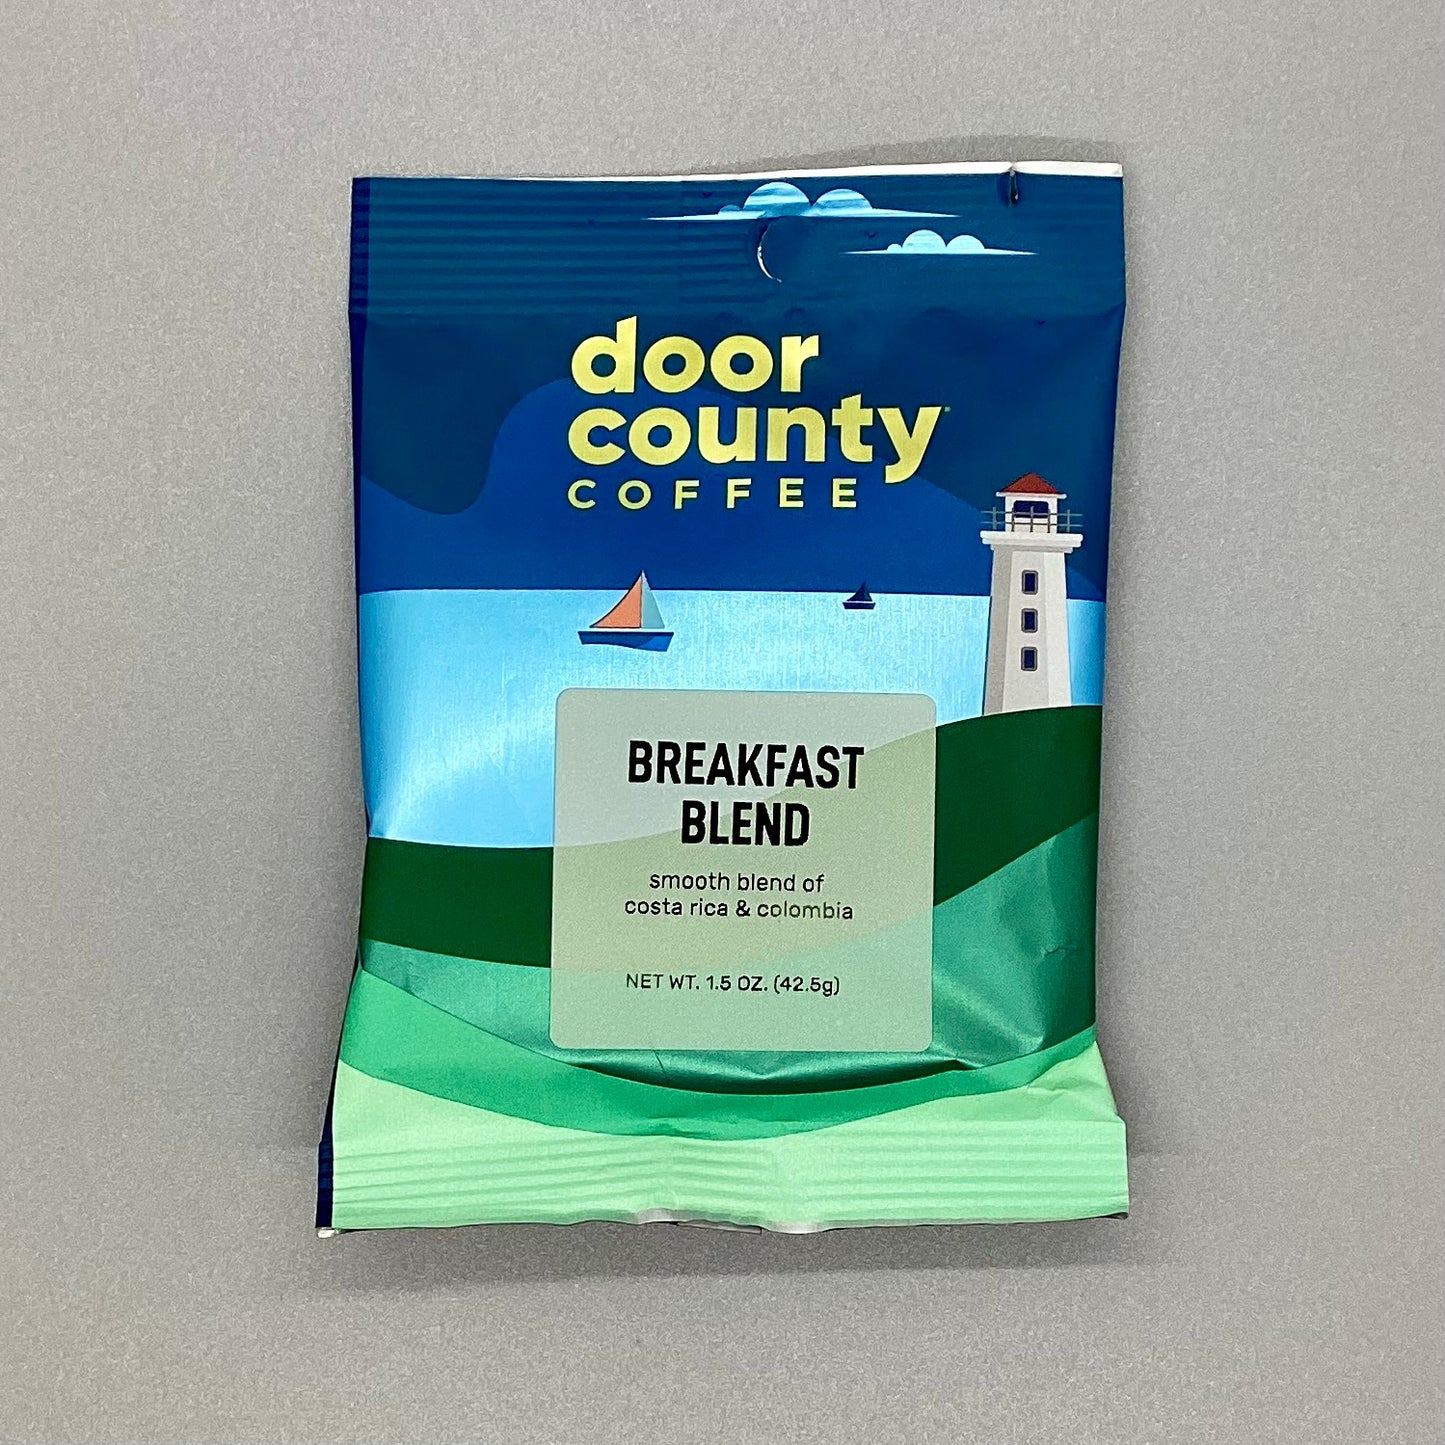 door
county
COFFEE
BREAKFAST
BLEND
smooth blend of
costa rica & colombia
NET WT. 1.5 OZ. (42.5g)